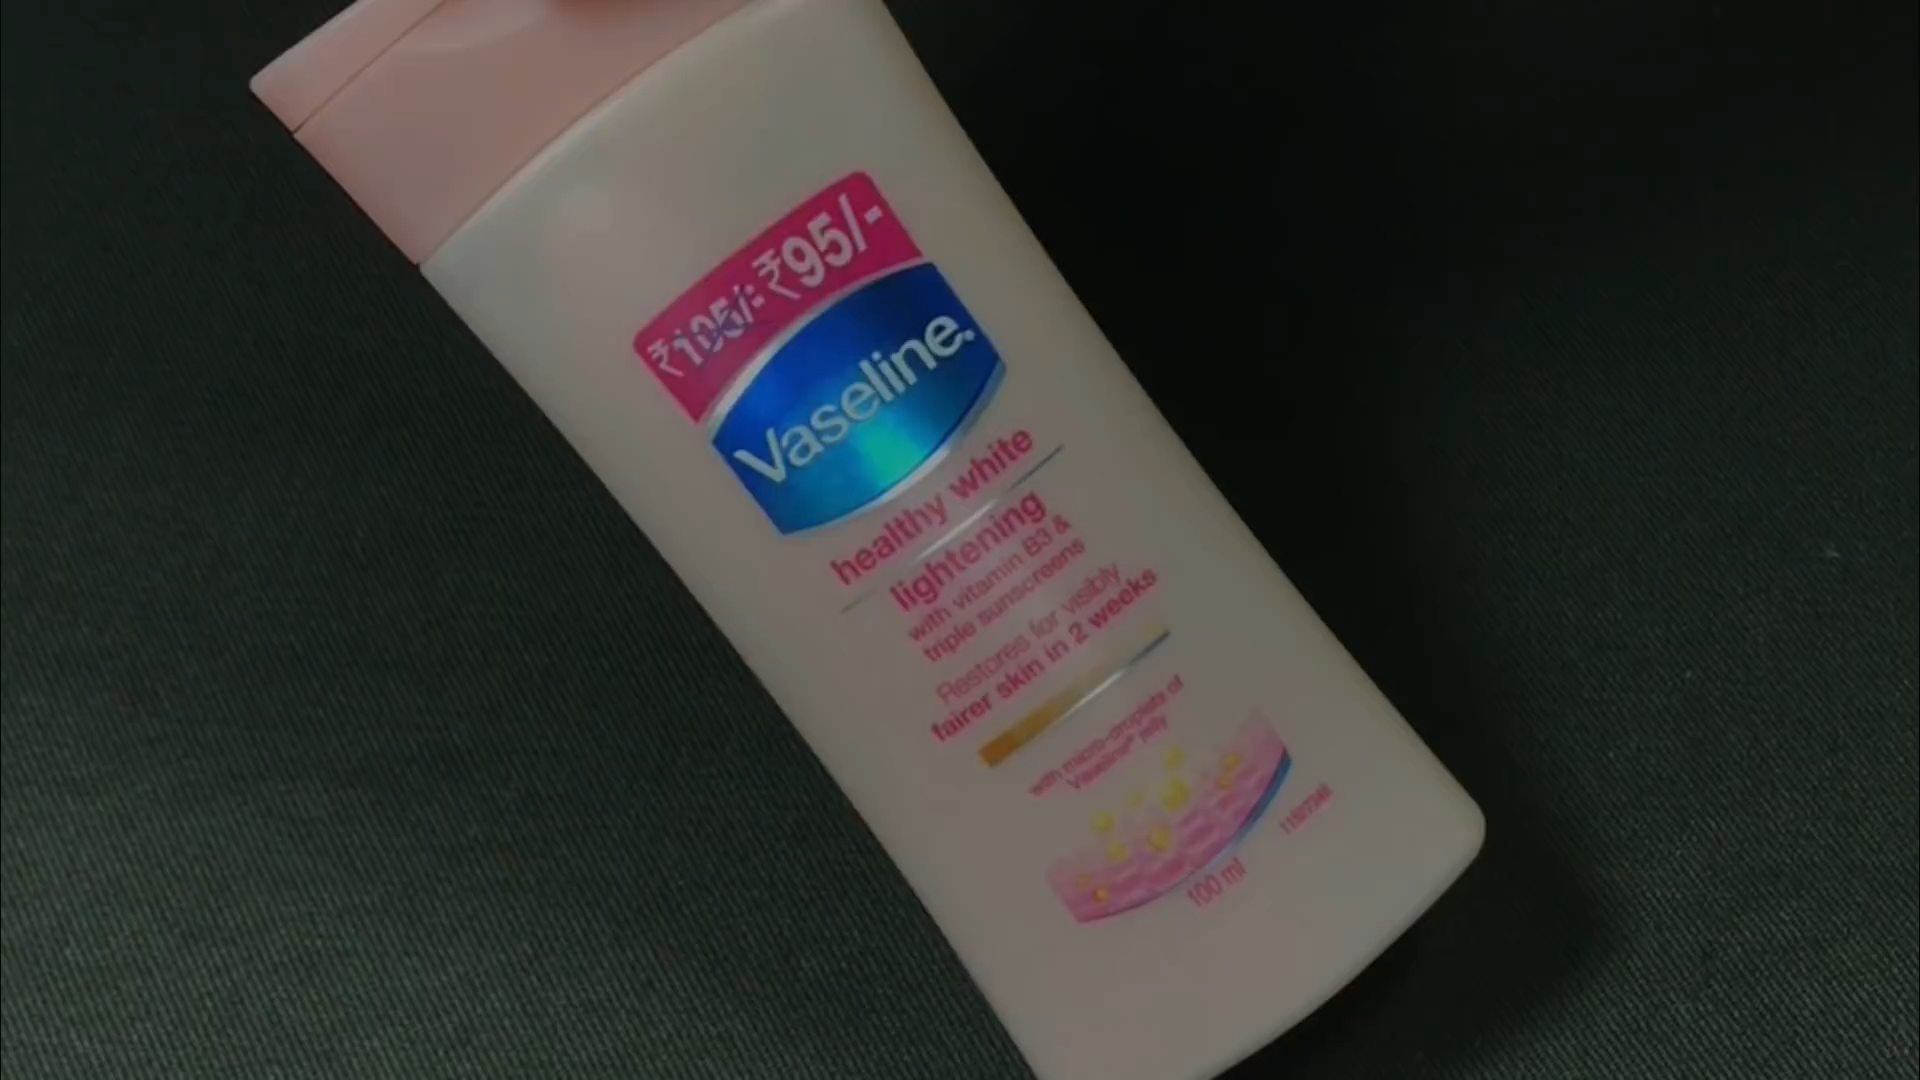 ₹105/- ₹95/-
Vaseline.
healthy white
lightening
with vitamin B3 &
triple sunscreens
Restores for visibly
fairer skin in 2 weeks
with micro-droplets of
Vaseline® jelly
100 ml